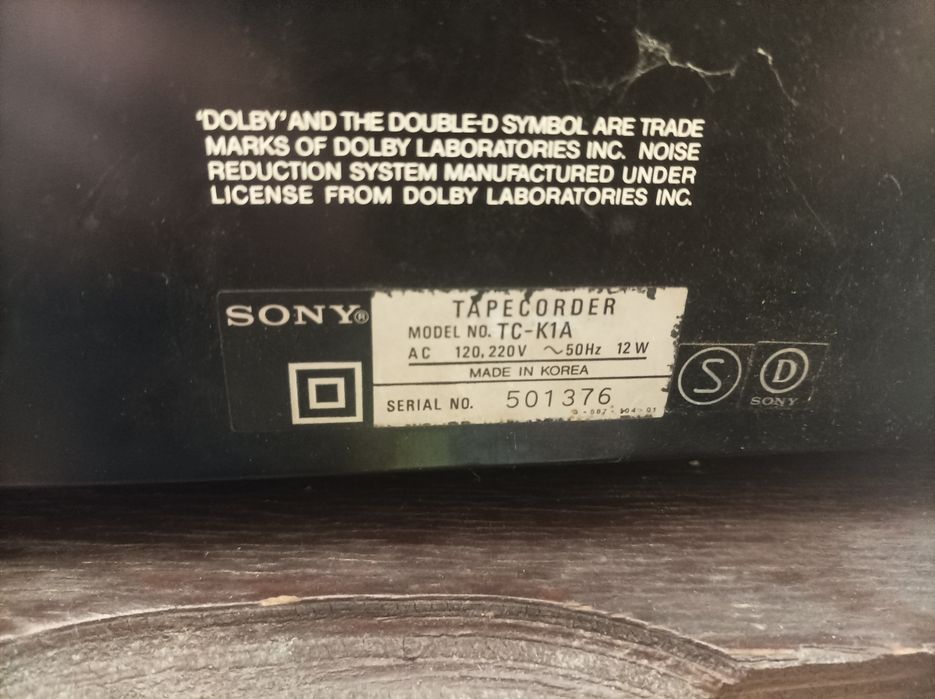 'DOLBY' AND THE DOUBLE-D SYMBOL ARE TRADE
MARKS OF DOLBY LABORATORIES INC. NOISE
REDUCTION SYSTEM MANUFACTURED UNDER
LICENSE FROM DOLBY LABORATORIES INC.
SONY®
TAPECORDER
MODEL NO. TC-K1A
AC 120, 220V ~50Hz 12W
MADE IN KOREA
SERIAL NO. 501376
S
D
SONY